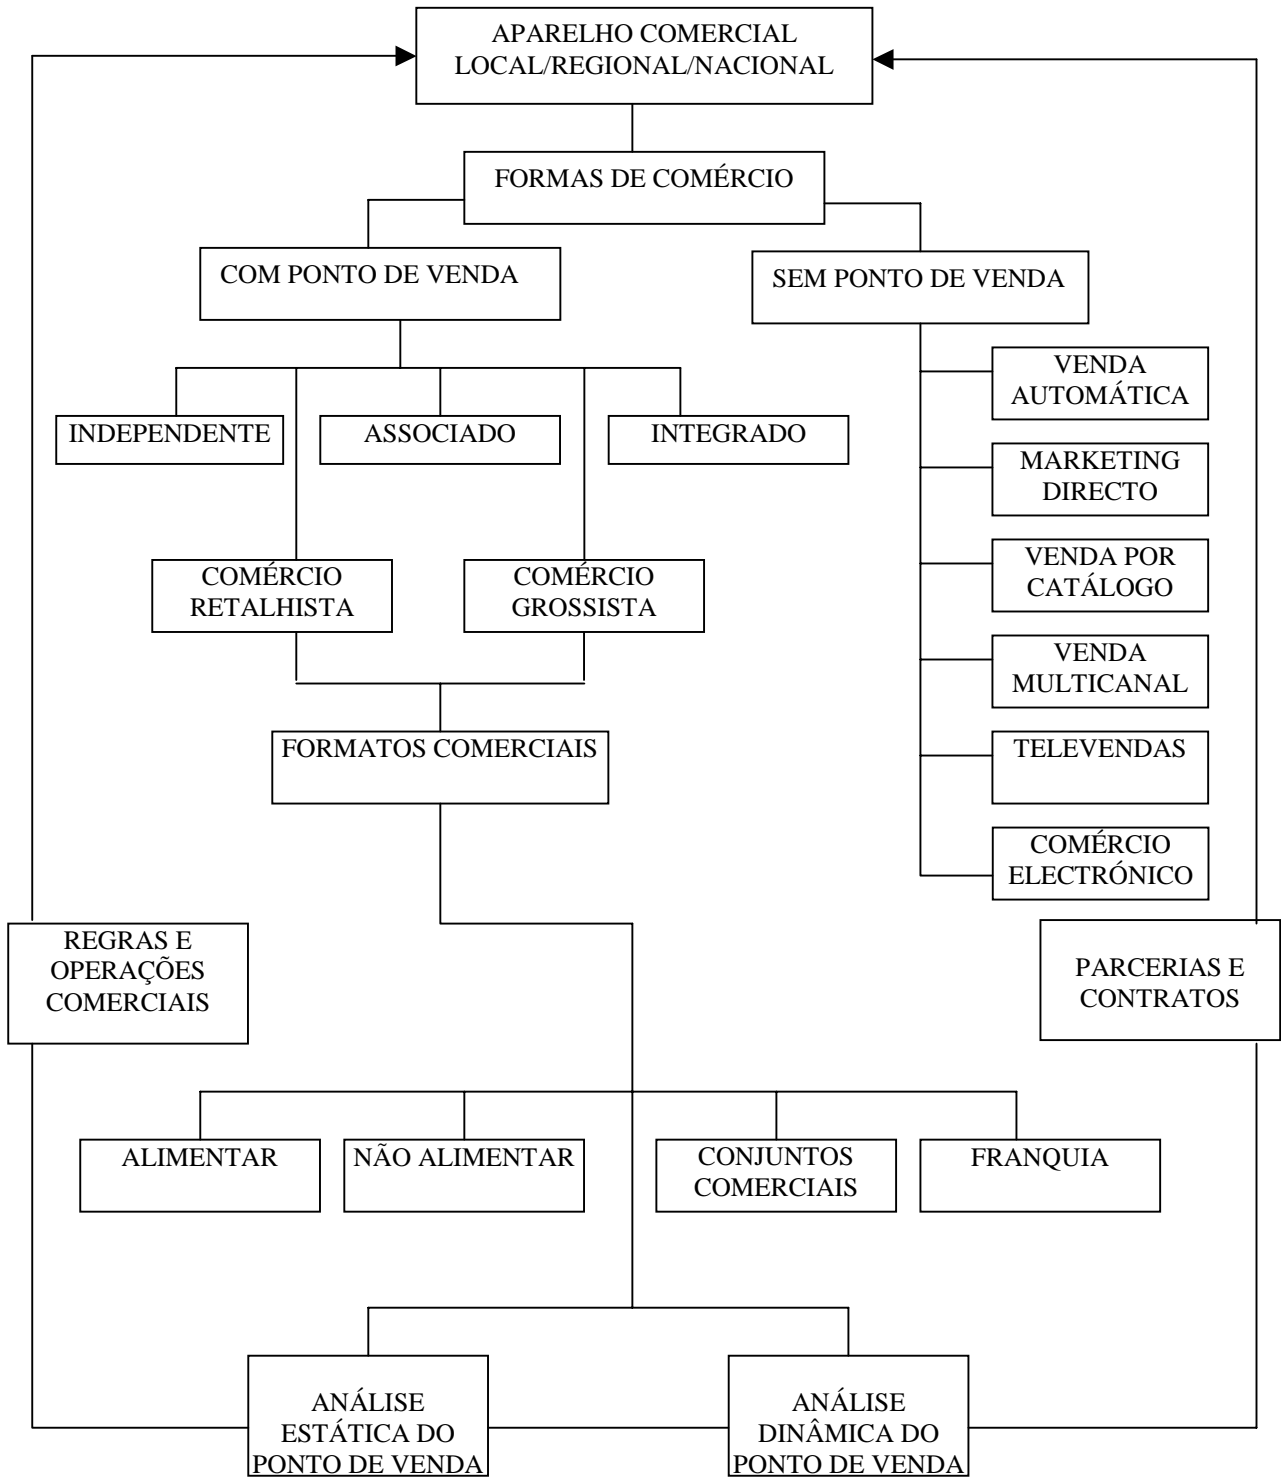 APARELHO COMERCIAL
LOCAL/REGIONAL/NACIONAL
FORMAS DE COMÉRCIO
COM PONTO DE VENDA
SEM PONTO DE VENDA
VENDA
AUTOMÁTICA
MARKETING
DIRECTO
VENDA POR
CATÁLOGO
VENDA
MULTICANAL
TELEVENDAS
COMÉRCIO
ELECTRÓNICO
INDEPENDENTE
ASSOCIADO
INTEGRADO
COMÉRCIO
RETALHISTA
COMÉRCIO
GROSSISTA
FORMATOS COMERCIAIS
REGRAS E
OPERAÇÕES
COMERCIAIS
PARCERIAS E
CONTRATOS
ALIMENTAR
NÃO ALIMENTAR
CONJUNTOS
COMERCIAIS
FRANQUIA
ANÁLISE
ESTÁTICA DO
PONTO DE VENDA
ANÁLISE
DINÂMICA DO
PONTO DE VENDA